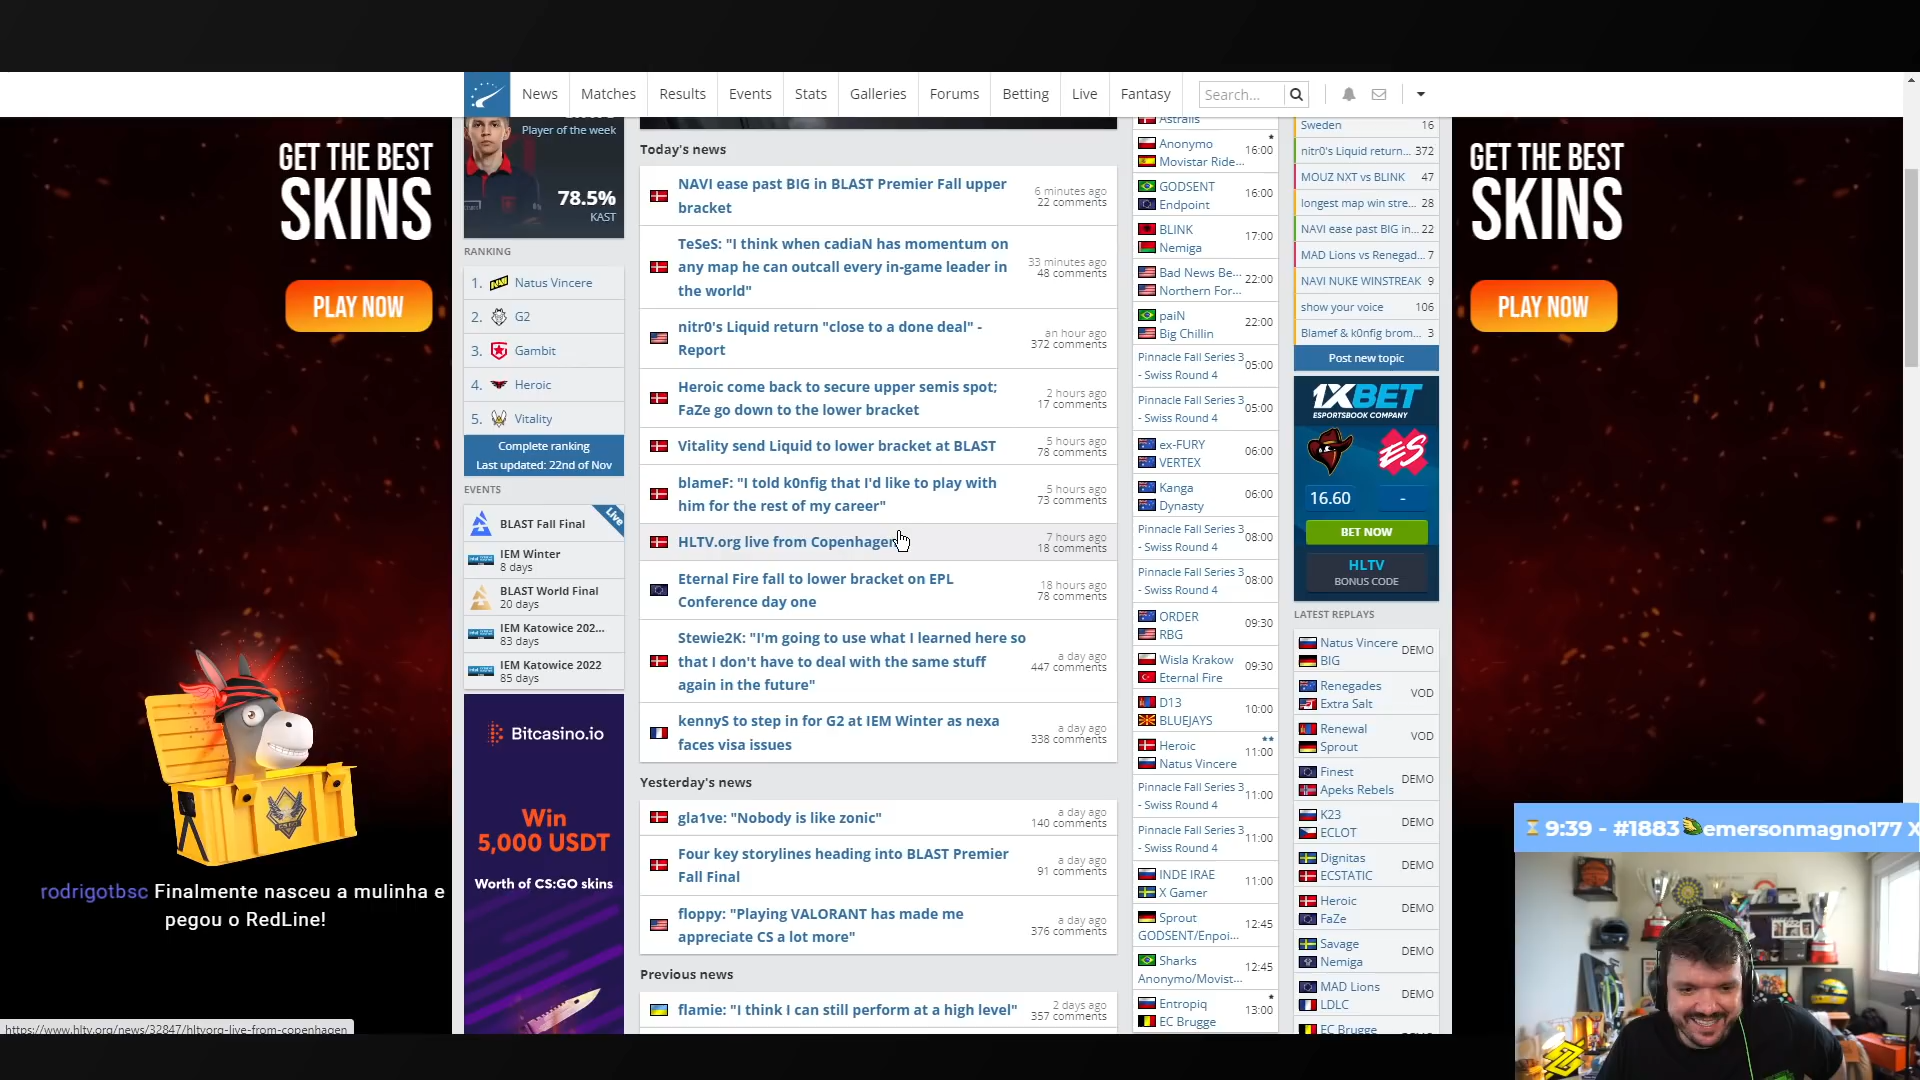 News
Matches
Results
Events
Stats
Galleries
Forums
Betting
Live
Fantasy
Search...
GET THE BEST
SKINS
PLAY NOW
Player of the week
78.5%
KAST
RANKING
1. Natus Vincere
2. G2
3. Gambit
4. Heroic
5. Vitality
Complete ranking
Last updated: 22nd of Nov
EVENTS
BLAST Fall Final
Live
IEM Winter
8 days
BLAST World Final
20 days
IEM Katowice 202...
83 days
IEM Katowice 2022
85 days
Bitcasino.io
Win
5,000 USDT
Worth of CS:GO skins
Today's news
NAVI ease past BIG in BLAST Premier Fall upper
bracket
6 minutes ago
22 comments
TeSeS: "I think when cadiaN has momentum on
any map he can outcall every in-game leader in
the world"
33 minutes ago
48 comments
nitr0's Liquid return "close to a done deal" -
Report
an hour ago
372 comments
Heroic come back to secure upper semis spot;
FaZe go down to the lower bracket
2 hours ago
17 comments
Vitality send Liquid to lower bracket at BLAST
5 hours ago
78 comments
blameF: "I told k0nfig that I'd like to play with
him for the rest of my career"
5 hours ago
73 comments
HLTV.org live from Copenhagen
7 hours ago
18 comments
Eternal Fire fall to lower bracket on EPL
Conference day one
18 hours ago
78 comments
Stewie2K: "I'm going to use what I learned here so
that I don't have to deal with the same stuff
again in the future"
a day ago
447 comments
kennyS to step in for G2 at IEM Winter as nexa
faces visa issues
a day ago
338 comments
Yesterday's news
gla1ve: "Nobody is like zonic"
a day ago
140 comments
Four key storylines heading into BLAST Premier
Fall Final
a day ago
91 comments
floppy: "Playing VALORANT has made me
appreciate CS a lot more"
a day ago
376 comments
Previous news
flamie: "I think I can still perform at a high level"
2 days ago
357 comments
Astralis
Anonymo
Movistar Ride...
16:00
GODSENT
Endpoint
16:00
BLINK
Nemiga
17:00
Bad News Be...
Northern For...
22:00
paiN
Big Chillin
22:00
Pinnacle Fall Series 3
- Swiss Round 4
05:00
Pinnacle Fall Series 3
- Swiss Round 4
05:00
ex-FURY
VERTEX
06:00
Kanga
Dynasty
06:00
Pinnacle Fall Series 3
- Swiss Round 4
08:00
Pinnacle Fall Series 3
- Swiss Round 4
08:00
ORDER
RBG
09:30
Wisla Krakow
Eternal Fire
09:30
D13
BLUEJAYS
10:00
Heroic
Natus Vincere
11:00
Pinnacle Fall Series 3
- Swiss Round 4
11:00
Pinnacle Fall Series 3
- Swiss Round 4
11:00
INDE IRAE
X Gamer
11:00
Sprout
GODSENT/Enpoi...
12:45
Sharks
Anonymo/Movist...
12:45
Entropiq
EC Brugge
13:00
Sweden 16
nitr0's Liquid return... 372
MOUZ NXT vs BLINK 47
longest map win stre... 28
NAVI ease past BIG in... 22
MAD Lions vs Renegad... 7
NAVI NUKE WINSTREAK 9
show your voice 106
Blamef & k0nfig brom... 3
Post new topic
1XBET
ESPORTSBOOK COMPANY
ES
16.60
-
BET NOW
HLTV
BONUS CODE
LATEST REPLAYS
Natus Vincere
BIG
DEMO
Renegades
Extra Salt
VOD
Renewal
Sprout
VOD
Finest
Apeks Rebels
DEMO
K23
ECLOT
DEMO
Dignitas
ECSTATIC
DEMO
Heroic
FaZe
DEMO
Savage
Nemiga
DEMO
MAD Lions
LDLC
DEMO
EC Brugge
GET THE BEST
SKINS
PLAY NOW
9:39 - #1883 emersonmagno177 X
rodrigotbsc Finalmente nasceu a mulinha e
pegou o RedLine!
https://www.hltv.org/news/32847/hltvorg-live-from-copenhagen